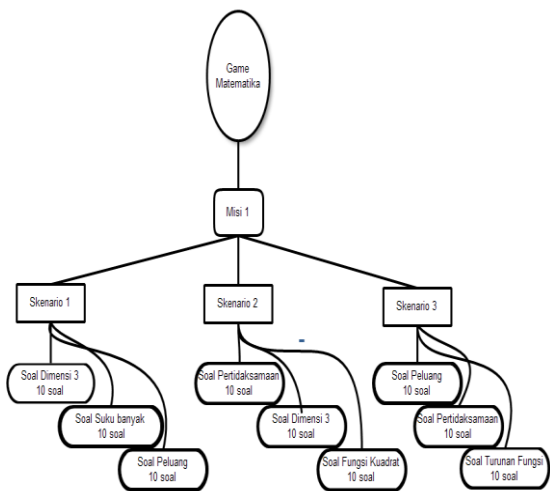 Game
Matematika
Misi 1
Skenario 1
Skenario 2
Skenario 3
Soal Dimensi 3
10 soal
Soal Suku banyak
10 soal
Soal Peluang
10 soal
Soal Pertidaksamaan
10 soal
Soal Dimensi 3
10 soal
Soal Fungsi Kuadrat
10 soal
Soal Peluang
10 soal
Soal Pertidaksamaan
10 soal
Soal Turunan Fungsi
10 soal